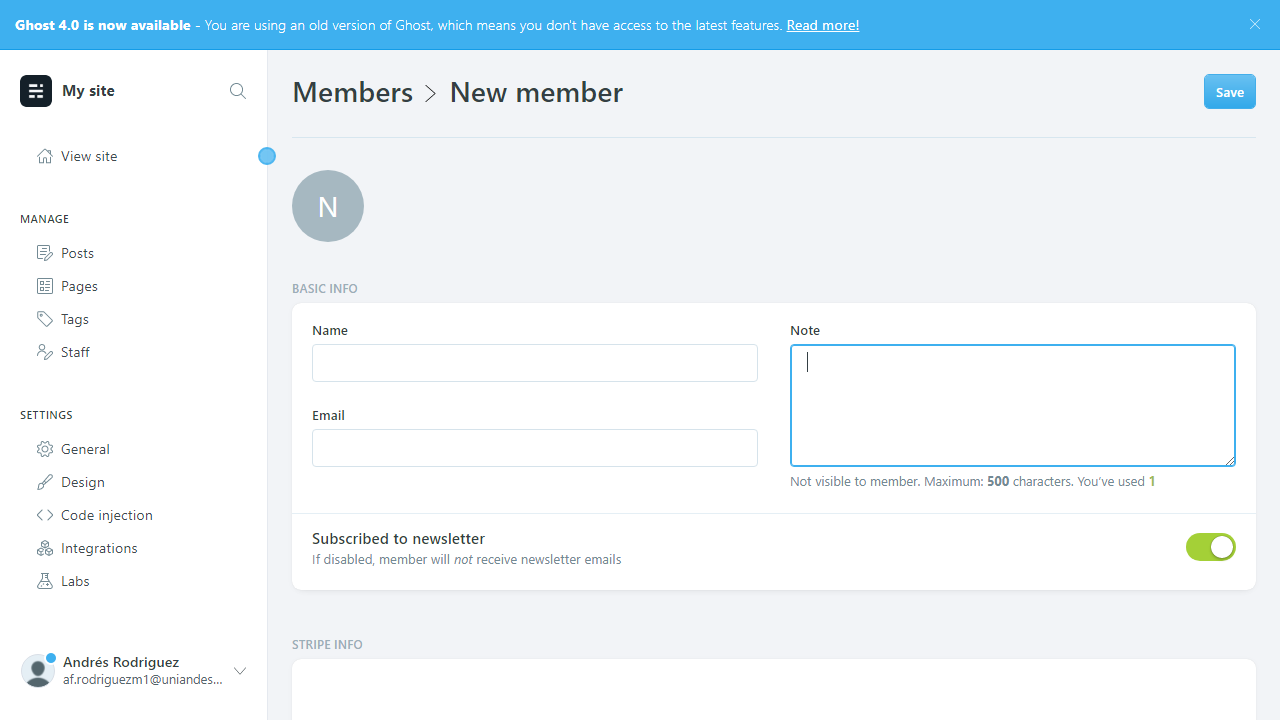 Ghost 4.0 is now available - You are using an old version of Ghost, which means you don't have access to the latest features. Read more!
My site
View site
MANAGE
Posts
Pages
Tags
Staff
SETTINGS
General
Design
Code injection
Integrations
Labs
Andrés Rodriguez
af.rodriguezm1@uniandes...
Members > New member
Save
N
BASIC INFO
Name
Email
Note
Not visible to member. Maximum: 500 characters. You've used 1
Subscribed to newsletter
If disabled, member will not receive newsletter emails
STRIPE INFO